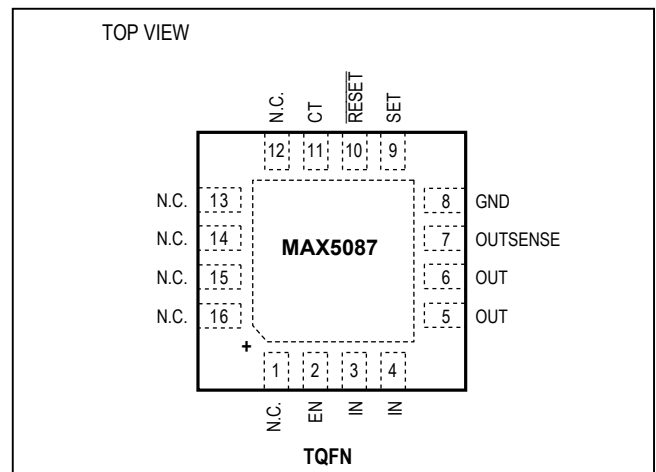 TOP VIEW
N.C.
CT
RESET
SET
12
11
10
9
N.C. 13
8 GND
N.C. 14
MAX5087
7 OUTSENSE
N.C. 15
6 OUT
N.C. 16
5 OUT
+
1
2
3
4
N.C.
EN
IN
IN
TQFN